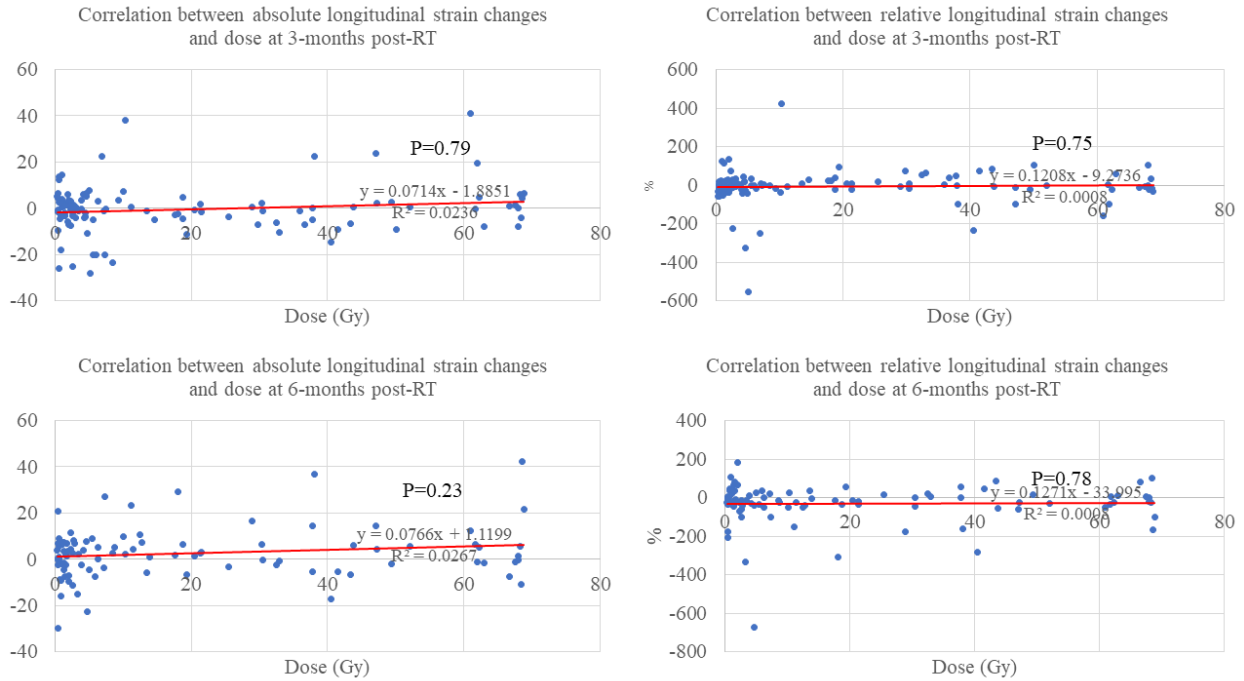 Correlation between absolute longitudinal strain changes
and dose at 3-months post-RT
60
40
20
0
-20
-40
0
20
40
60
80
P=0.79
y = 0.0714x - 1.8851
R² = 0.0236
Dose (Gy)
Correlation between relative longitudinal strain changes
and dose at 3-months post-RT
600
400
200
0
-200
-400
-600
%
0
20
40
60
80
P=0.75
y = 0.1208x - 9.2736
R² = 0.0008
Dose (Gy)
Correlation between absolute longitudinal strain changes
and dose at 6-months post-RT
60
40
20
0
-20
-40
0
20
40
60
80
P=0.23
y = 0.0766x + 1.1199
R² = 0.0267
Dose (Gy)
Correlation between relative longitudinal strain changes
and dose at 6-months post-RT
400
200
0
-200
-400
-600
-800
%
0
20
40
60
80
P=0.78
y = 0.1271x - 33.995
Dose (Gy)